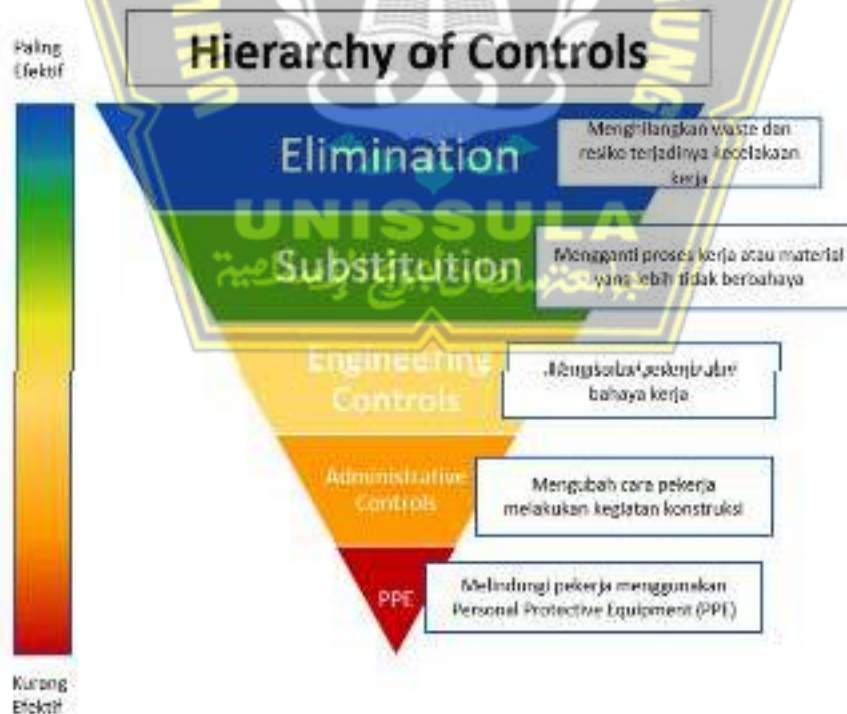 Paling
Efektif
Hierarchy of Controls
Elimination
Menghilangkan waste dan
resiko terjadinya kecelakaan
kerja
UNISSULA
Substitution
Mengganti proses kerja atau material
yang lebih tidak berbahaya
Engineering
Controls
bahaya kerja
Administrative
Controls
Mengubah cara pekerja
melakukan kegiatan konstruksi
PPE
Melindungi pekerja menggunakan
Personal Protective Equipment (PPE)
Kurang
Efektif